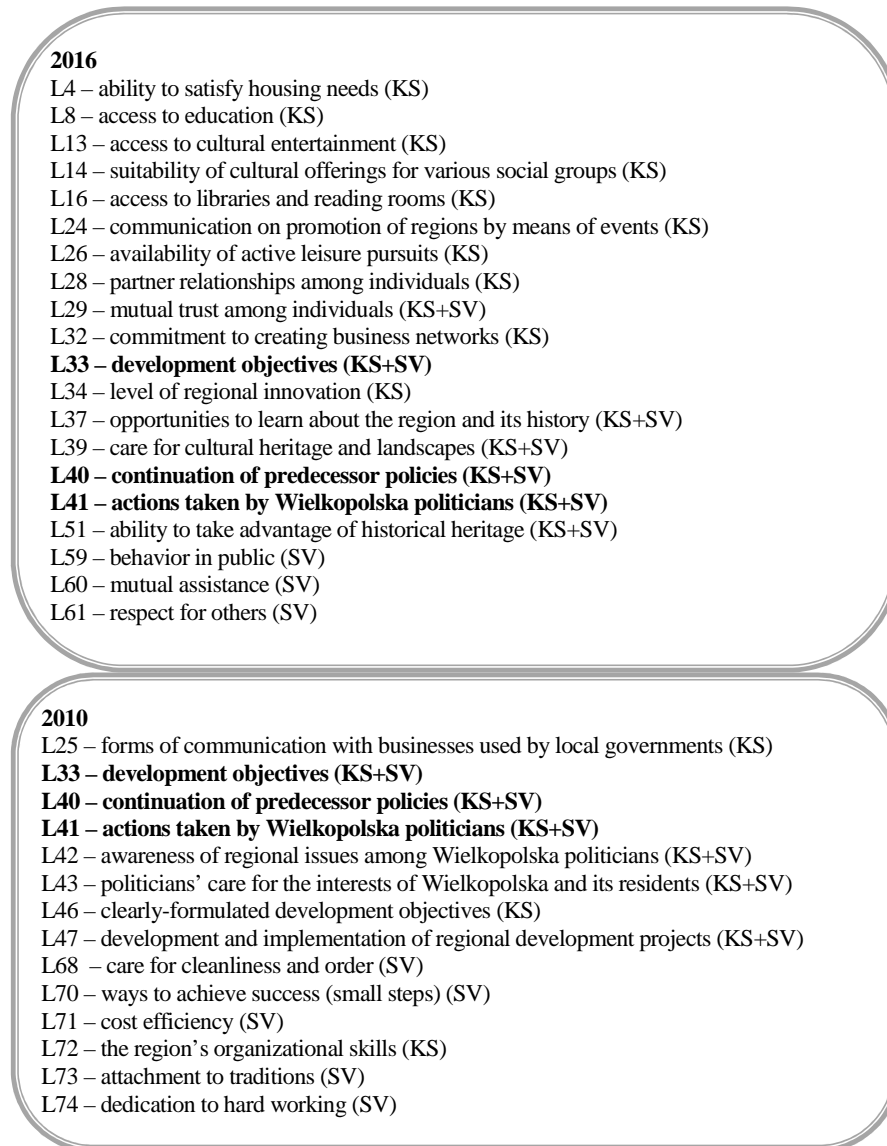 2016
L4 – ability to satisfy housing needs (KS)
L8 – access to education (KS)
L13 – access to cultural entertainment (KS)
L14 – suitability of cultural offerings for various social groups (KS)
L16 – access to libraries and reading rooms (KS)
L24 – communication on promotion of regions by means of events (KS)
L26 – availability of active leisure pursuits (KS)
L28 – partner relationships among individuals (KS)
L29 – mutual trust among individuals (KS+SV)
L32 – commitment to creating business networks (KS)
L33 – development objectives (KS+SV)
L34 – level of regional innovation (KS)
L37 – opportunities to learn about the region and its history (KS+SV)
L39 – care for cultural heritage and landscapes (KS+SV)
L40 – continuation of predecessor policies (KS+SV)
L41 – actions taken by Wielkopolska politicians (KS+SV)
L51 – ability to take advantage of historical heritage (KS+SV)
L59 – behavior in public (SV)
L60 – mutual assistance (SV)
L61 – respect for others (SV)
2010
L25 – forms of communication with businesses used by local governments (KS)
L33 – development objectives (KS+SV)
L40 – continuation of predecessor policies (KS+SV)
L41 – actions taken by Wielkopolska politicians (KS+SV)
L42 – awareness of regional issues among Wielkopolska politicians (KS+SV)
L43 – politicians’ care for the interests of Wielkopolska and its residents (KS+SV)
L46 – clearly-formulated development objectives (KS)
L47 – development and implementation of regional development projects (KS+SV)
L68 – care for cleanliness and order (SV)
L70 – ways to achieve success (small steps) (SV)
L71 – cost efficiency (SV)
L72 – the region’s organizational skills (KS)
L73 – attachment to traditions (SV)
L74 – dedication to hard working (SV)